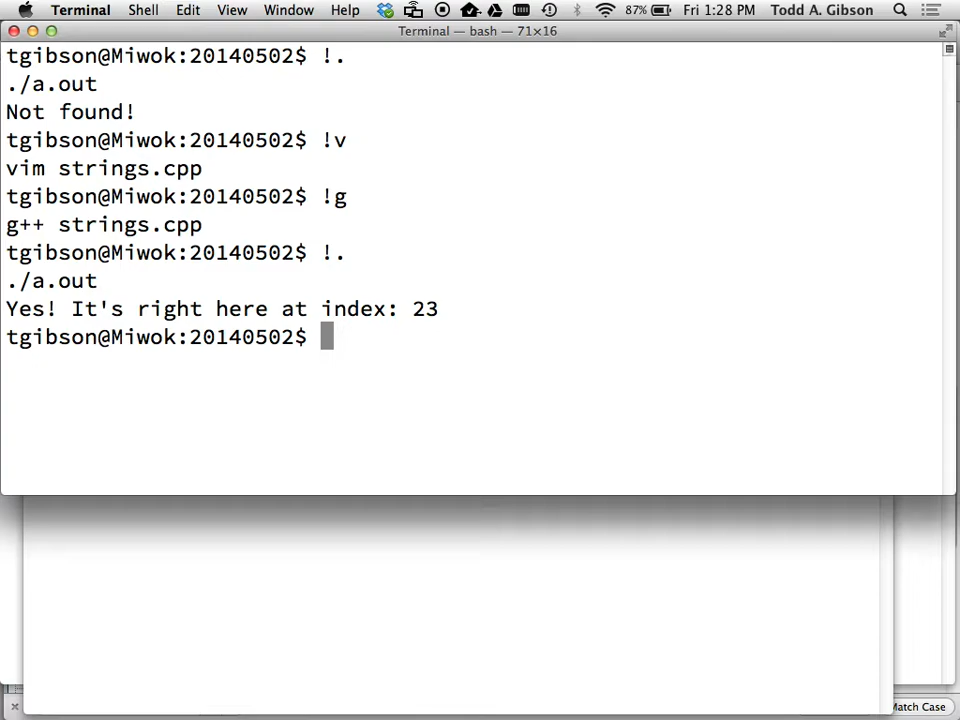 Terminal Shell Edit View Window Help 87% Fri 1:28 PM Todd A. Gibson
Terminal — bash — 71×16
tgibson@Miwok:20140502$ !.
./a.out
Not found!
tgibson@Miwok:20140502$ !v
vim strings.cpp
tgibson@Miwok:20140502$ !g
g++ strings.cpp
tgibson@Miwok:20140502$ !.
./a.out
Yes! It's right here at index: 23
tgibson@Miwok:20140502$
Match Case